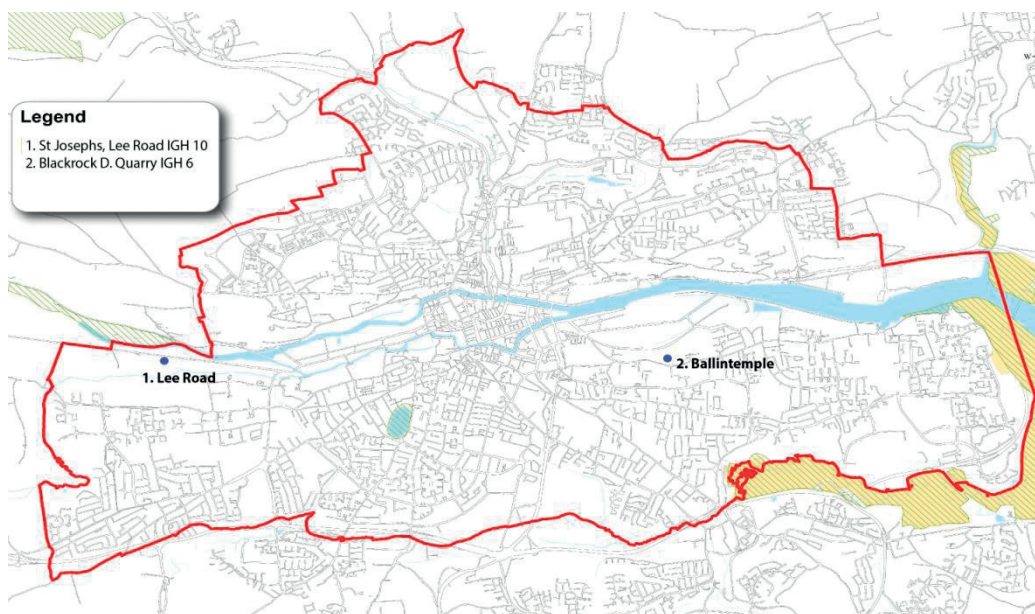 Legend
1. St Josephs, Lee Road IGH 10
2. Blackrock D. Quarry IGH 6
1. Lee Road
2. Ballintemple